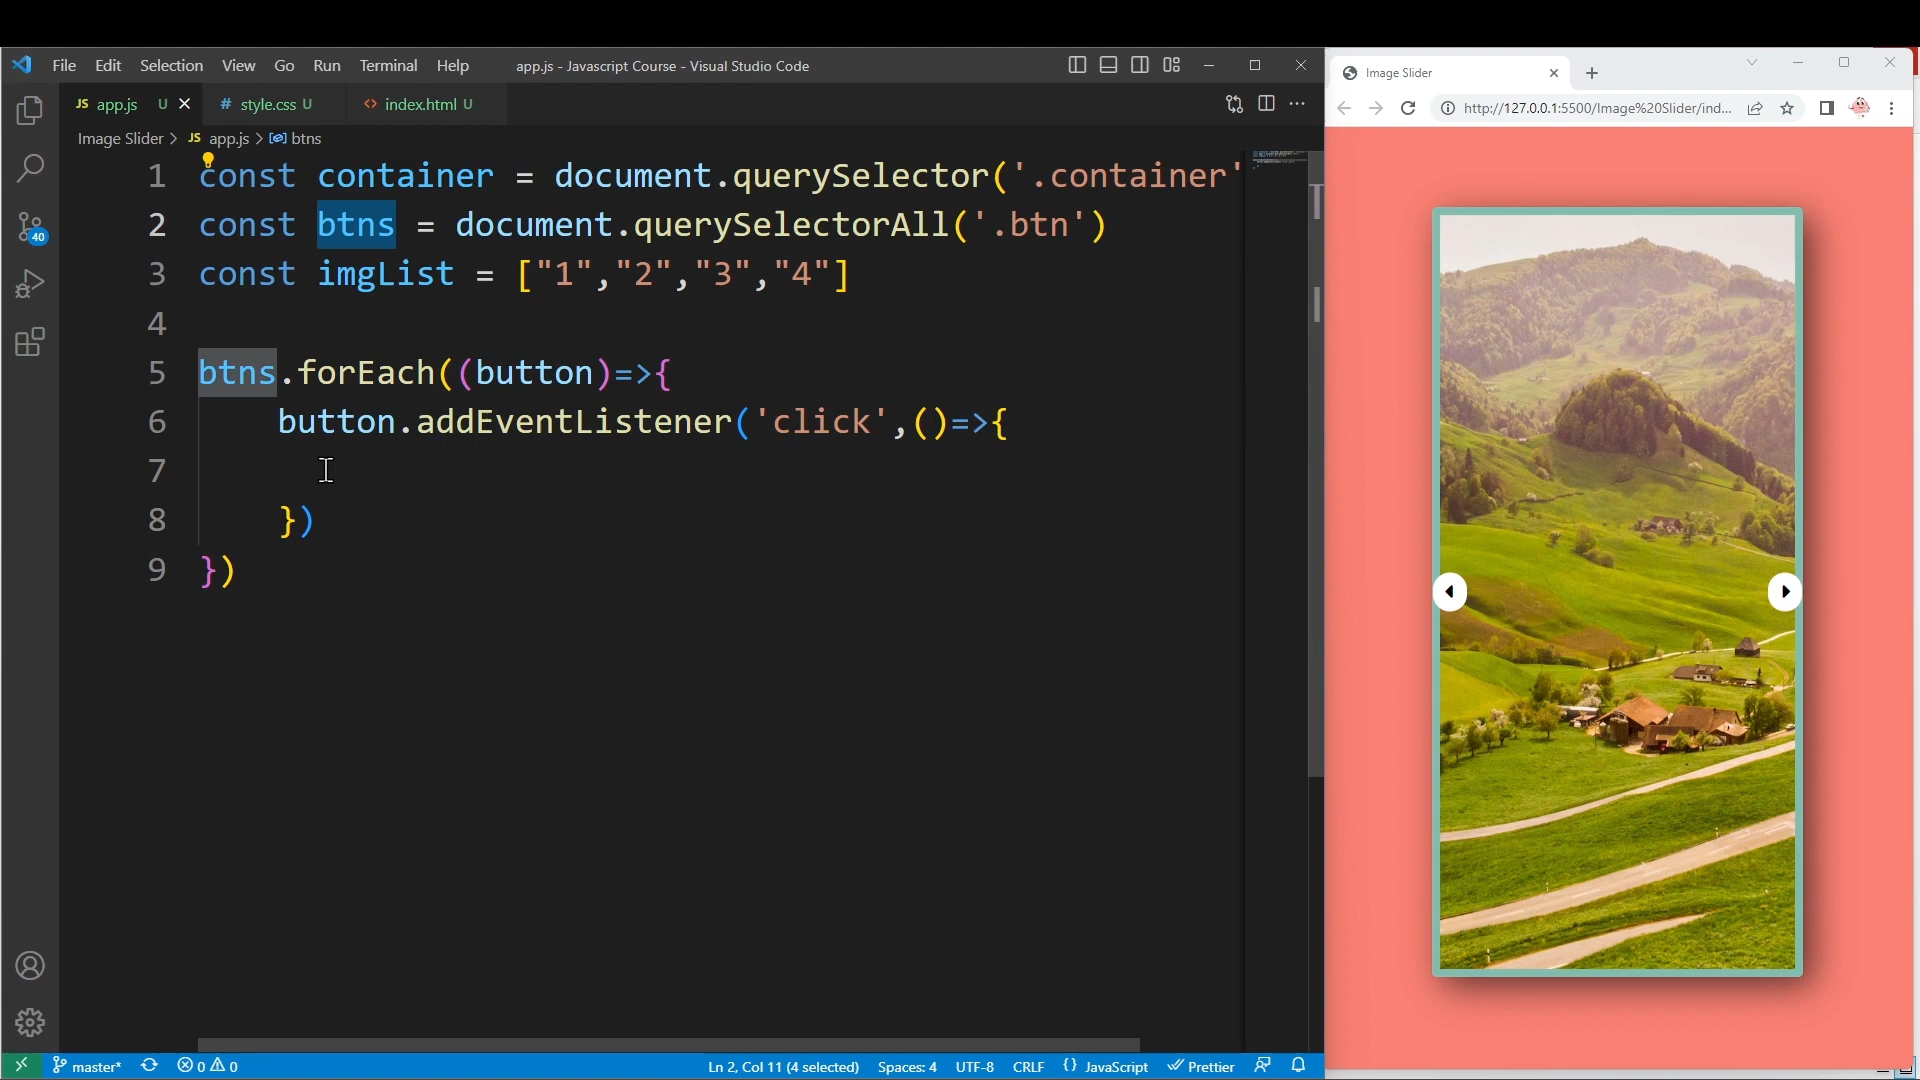 File Edit Selection View Go Run Terminal Help app.js - Javascript Course - Visual Studio Code
JS app.js U # style.css U <> index.html U
Image Slider > JS app.js > btns
1 const container = document.querySelector('.container'
2 const btns = document.querySelectorAll('.btn')
3 const imgList = ["1","2","3","4"]
4
5 btns.forEach((button)=>{
6 button.addEventListener('click',()=>{
7
8 })
9 })
40
master* 0 0 Ln 2, Col 11 (4 selected) Spaces: 4 UTF-8 CRLF {} JavaScript Prettier
Image Slider
http://127.0.0.1:5500/Image%20Slider/ind...